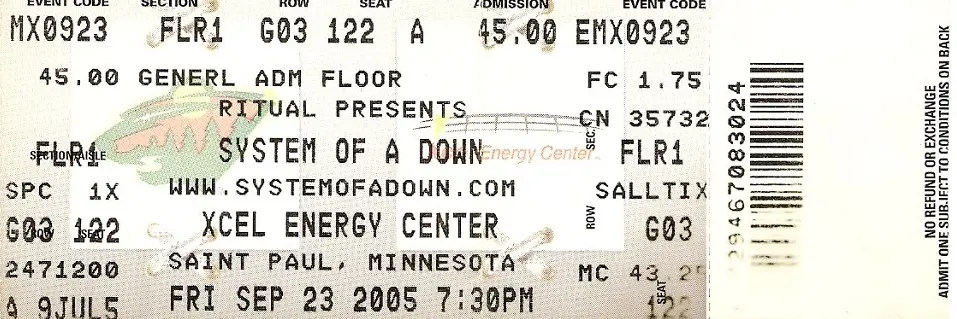 EVENT CODE SECTION ROW SEAT ADMISSION EVENT CODE
MX0923 FLR1 G03 122 A 45.00 EMX0923
45.00 GENERL ADM FLOOR FC 1.75
RITUAL PRESENTS CN 35732
SECTION/AISLE FLR1 SYSTEM OF A DOWN Energy Center SEC. FLR1
SPC 1X WWW.SYSTEMOFADOWN.COM SALLTIX
ROW SEAT G03 122 XCEL ENERGY CENTER ROW G03
2471200 SAINT PAUL, MINNESOTA MC 43.25
A 9JUL5 FRI SEP 23 2005 7:30PM SEAT 122
29467083024
NO REFUND OR EXCHANGE
ADMIT ONE SUBJECT TO CONDITIONS ON BACK